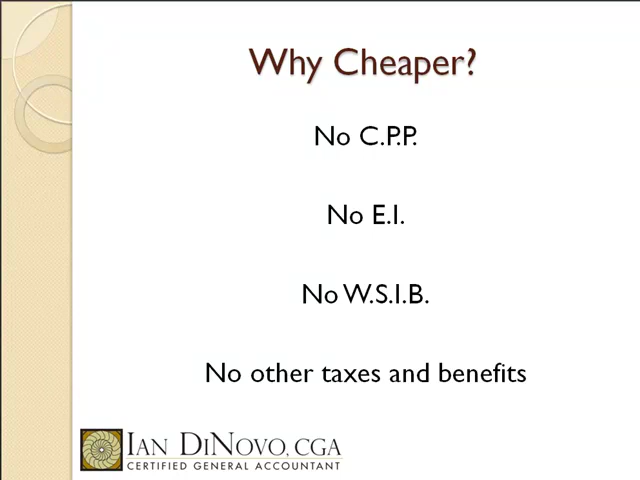 Why Cheaper?
No C.P.P.
No E.I.
No W.S.I.B.
No other taxes and benefits
IAN DINOVO, CGA
CERTIFIED GENERAL ACCOUNTANT